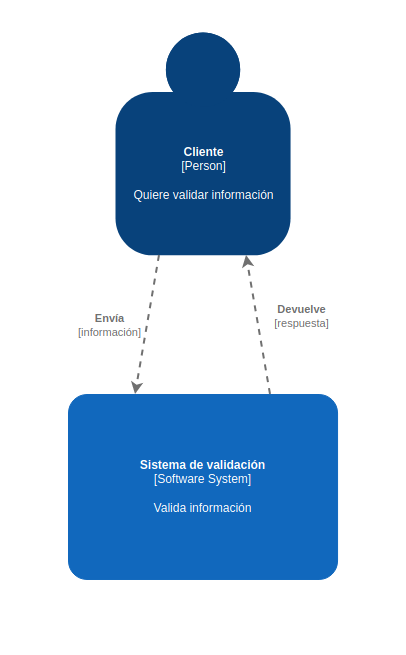 Cliente
[Person]
Quiere validar información
Envía
[información]
Devuelve
[respuesta]
Sistema de validación
[Software System]
Valida información